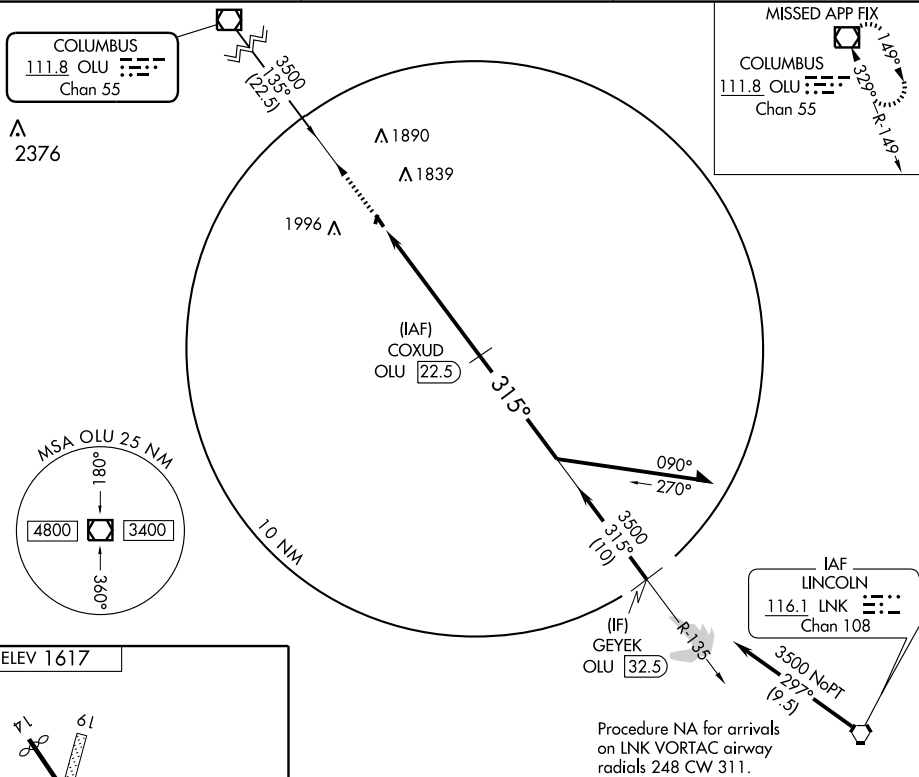 COLUMBUS
111.8 OLU
Chan 55
2376
3500
135°
(22.5)
1890
1839
1996
MISSED APP FIX
COLUMBUS
111.8 OLU
Chan 55
149°
329°
R-149
(IAF)
COXUD
OLU 22.5
315°
090°
270°
3500
315°
(10)
10 NM
MSA OLU 25 NM
180°
4800
3400
360°
(IF)
GEYEK
OLU 32.5
R-135
IAF
LINCOLN
116.1 LNK
Chan 108
3500 NoPT
297°
(9.5)
Procedure NA for arrivals
on LNK VORTAC airway
radials 248 CW 311.
ELEV 1617
14
19